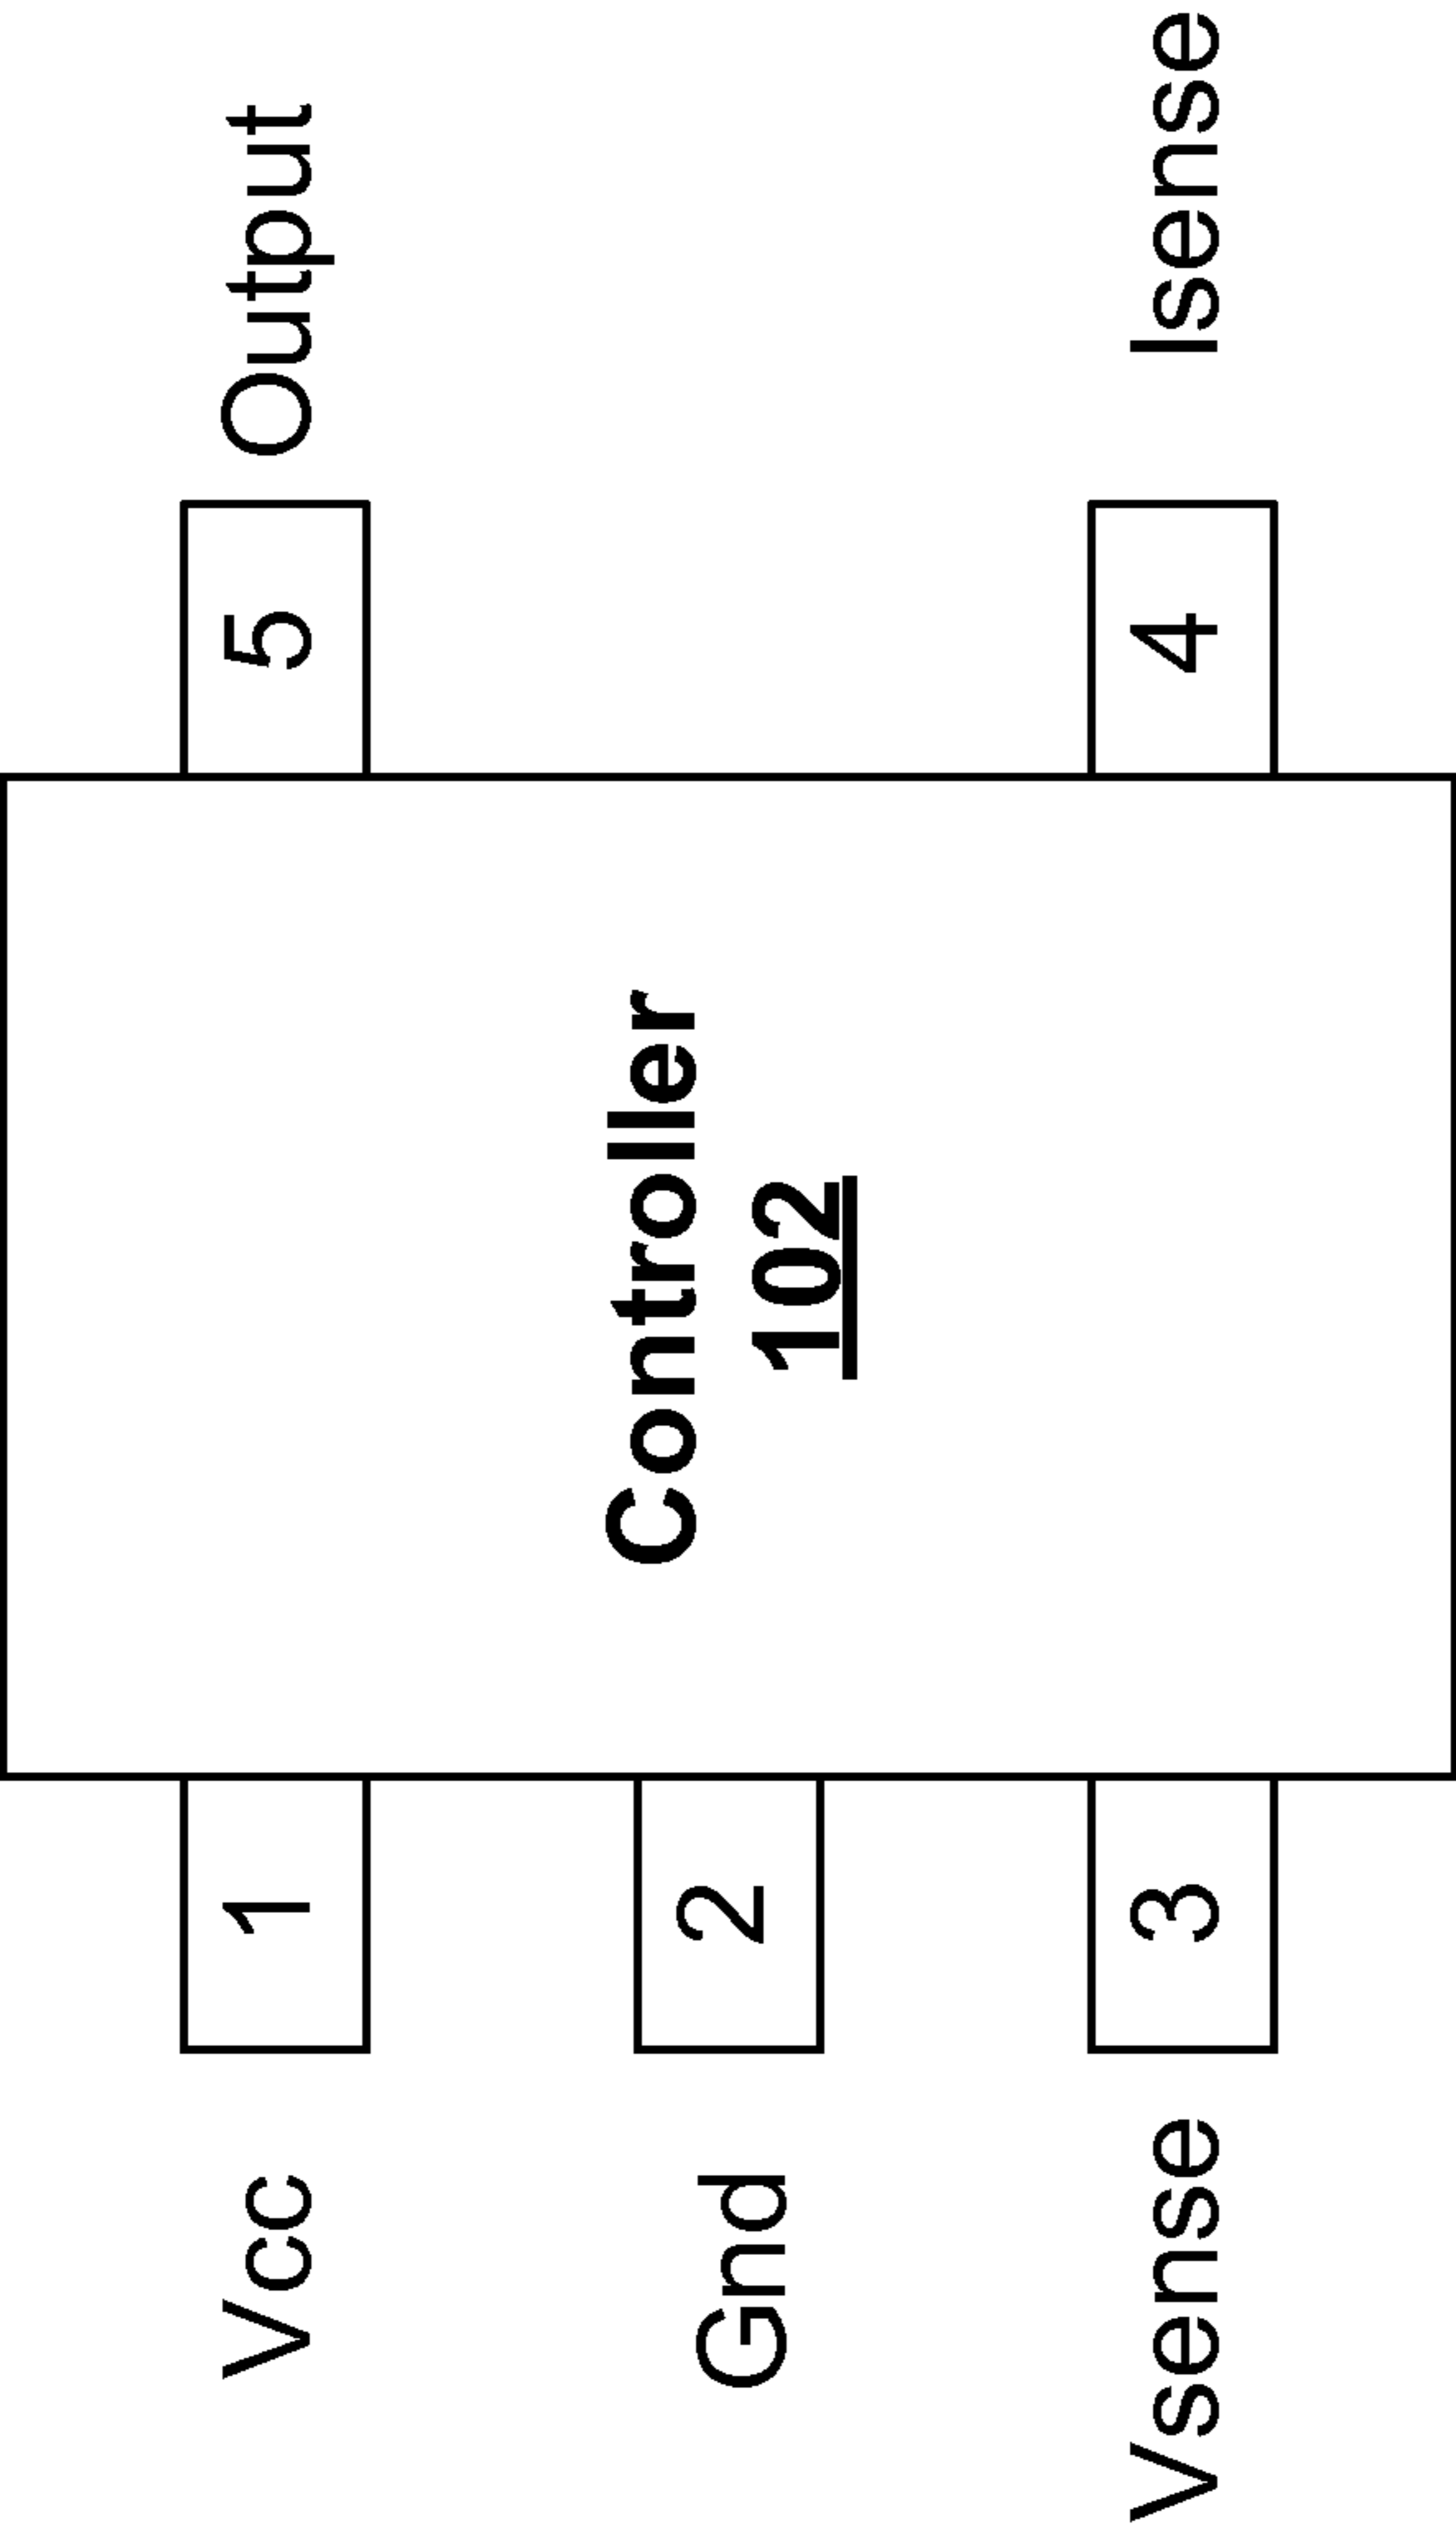 Vcc 1 5 Output
Controller
102
Gnd 2
Vsense 3 4 Isense